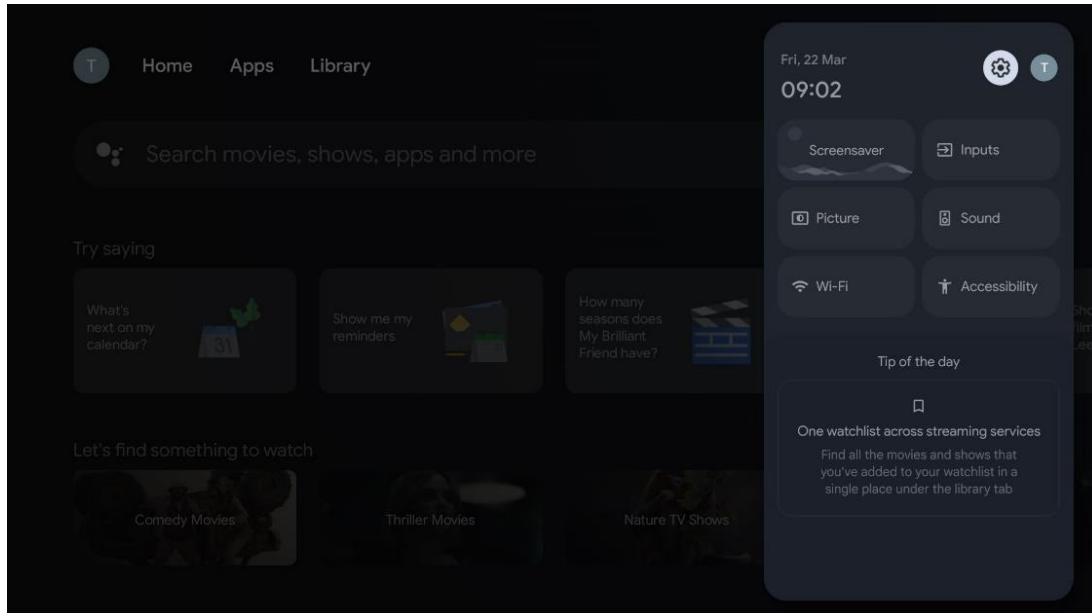 T
Home
Apps
Library
Search movies, shows, apps and more
Try saying
What's
next on my
calendar?
31
Show me my
reminders
How many
seasons does
My Brilliant
Friend have?
Let's find something to watch
Comedy Movies
Thriller Movies
Nature TV Shows
Fri, 22 Mar
09:02
T
Screensaver
Inputs
Picture
Sound
Wi-Fi
Accessibility
Tip of the day
One watchlist across streaming services
Find all the movies and shows that
you've added to your watchlist in a
single place under the library tab